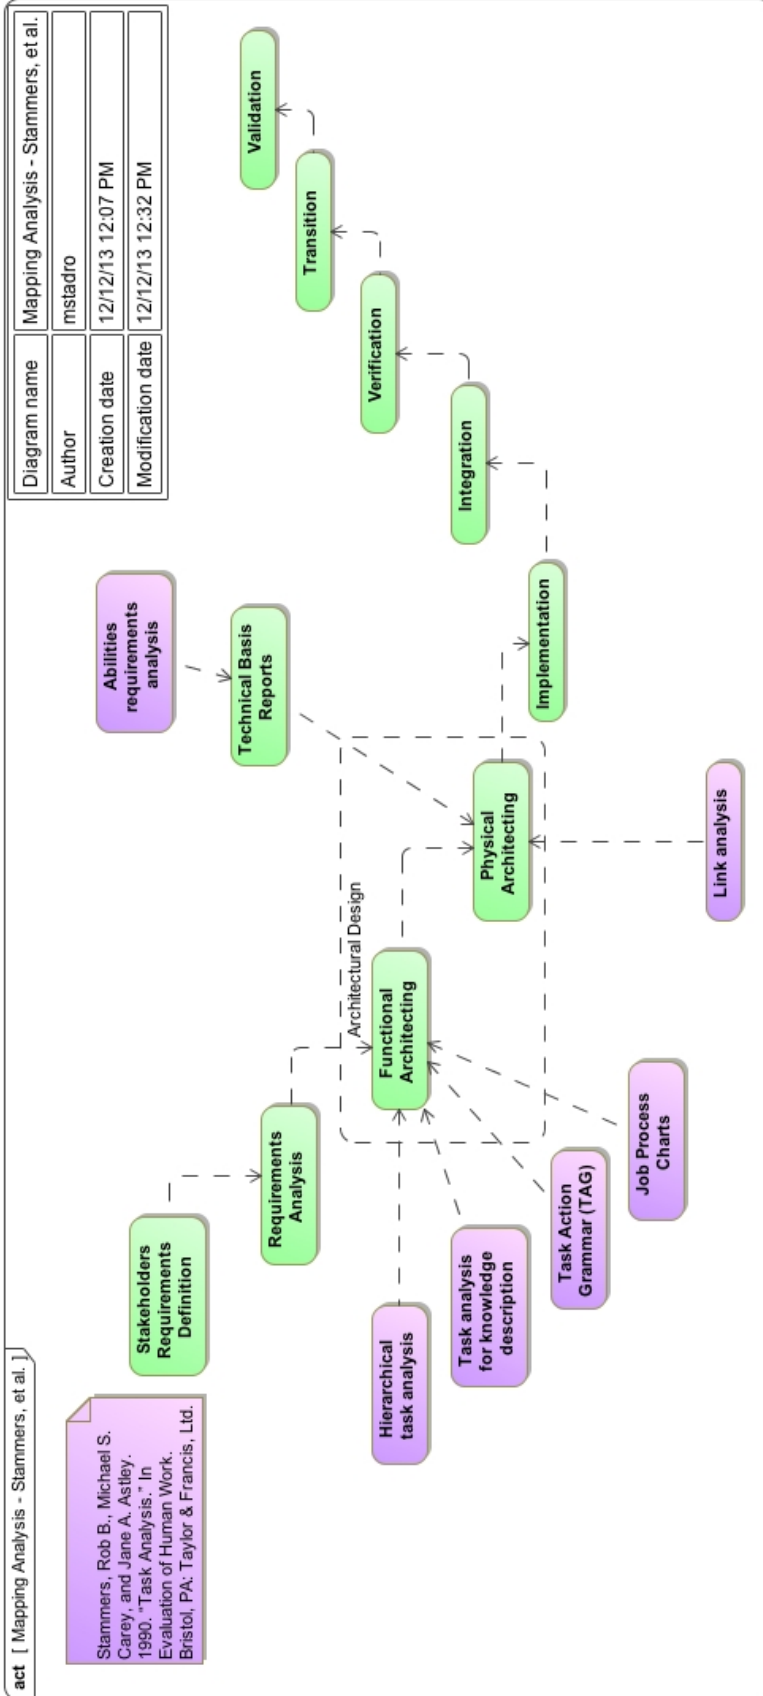 act [ Mapping Analysis - Stammers, et al. ]
Diagram name Mapping Analysis - Stammers, et al.
Author mstadro
Creation date 12/12/13 12:07 PM
Modification date 12/12/13 12:32 PM
Stammers, Rob B., Michael S.
Carey, and Jane A. Astley.
1990. "Task Analysis." In
Evaluation of Human Work.
Bristol, PA: Taylor & Francis, Ltd.
Stakeholders
Requirements
Definition
Requirements
Analysis
Architectural Design
Functional
Architecting
Physical
Architecting
Abilities
requirements
analysis
Technical Basis
Reports
Implementation
Integration
Verification
Transition
Validation
Hierarchical
task analysis
Task analysis
for knowledge
description
Task Action
Grammar (TAG)
Job Process
Charts
Link analysis